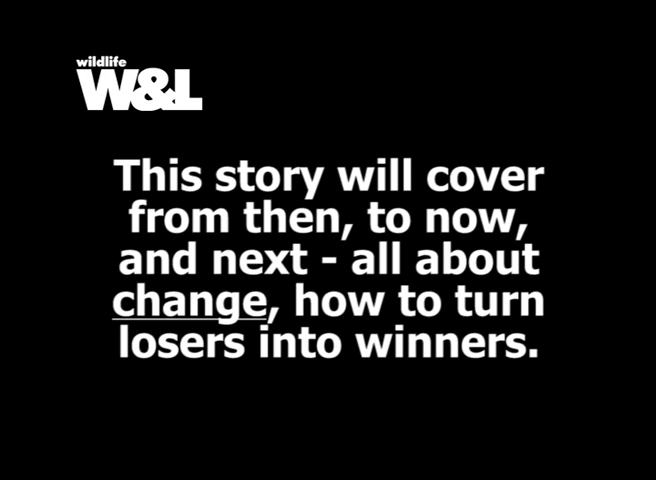 wildlife
W&L
This story will cover
from then, to now,
and next - all about
change, how to turn
losers into winners.